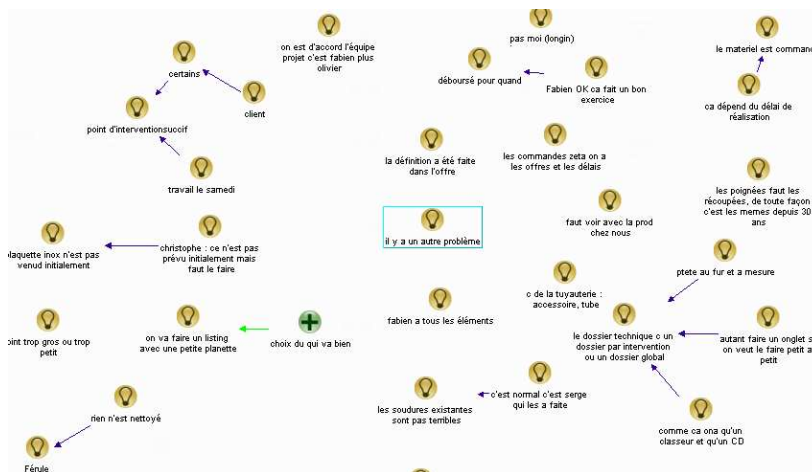 certains
client
point d'interventionsuccif
travail le samedi
on est d'accord l'équipe
projet c'est fabien plus
olivier
pas moi (longin)
déboursé pour quand
Fabien OK ca fait un bon
exercice
le materiel est command
ca dépend du délai de
réalisation
la définition a été faite
dans l'offre
les commandes zeta on a
les offres et les délais
les poignées faut les
récoupées, de toute façon
c'est les memes depuis 30
ans
il y a un autre problème
faut voir avec la prod
chez nous
plaquette inox n'est pas
venud initialement
christophe : ce n'est pas
prévu initialement mais
faut le faire
ptete au fur et a mesure
c de la tuyauterie :
accessoire, tube
fabien a tous les éléments
oint trop gros ou trop
petit
on va faire un listing
avec une petite planette
choix du qui va bien
le dossier technique c un
dossier par intervention
ou un dossier global
autant faire un onglet s
on veut le faire petit a
petit
les soudures existantes
sont pas terribles
c'est normal c'est serge
qui les a faite
comme ca ona qu'un
classeur et qu'un CD
rien n'est nettoyé
Férule